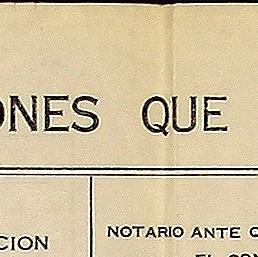 ONES QUE
CION
NOTARIO ANTE